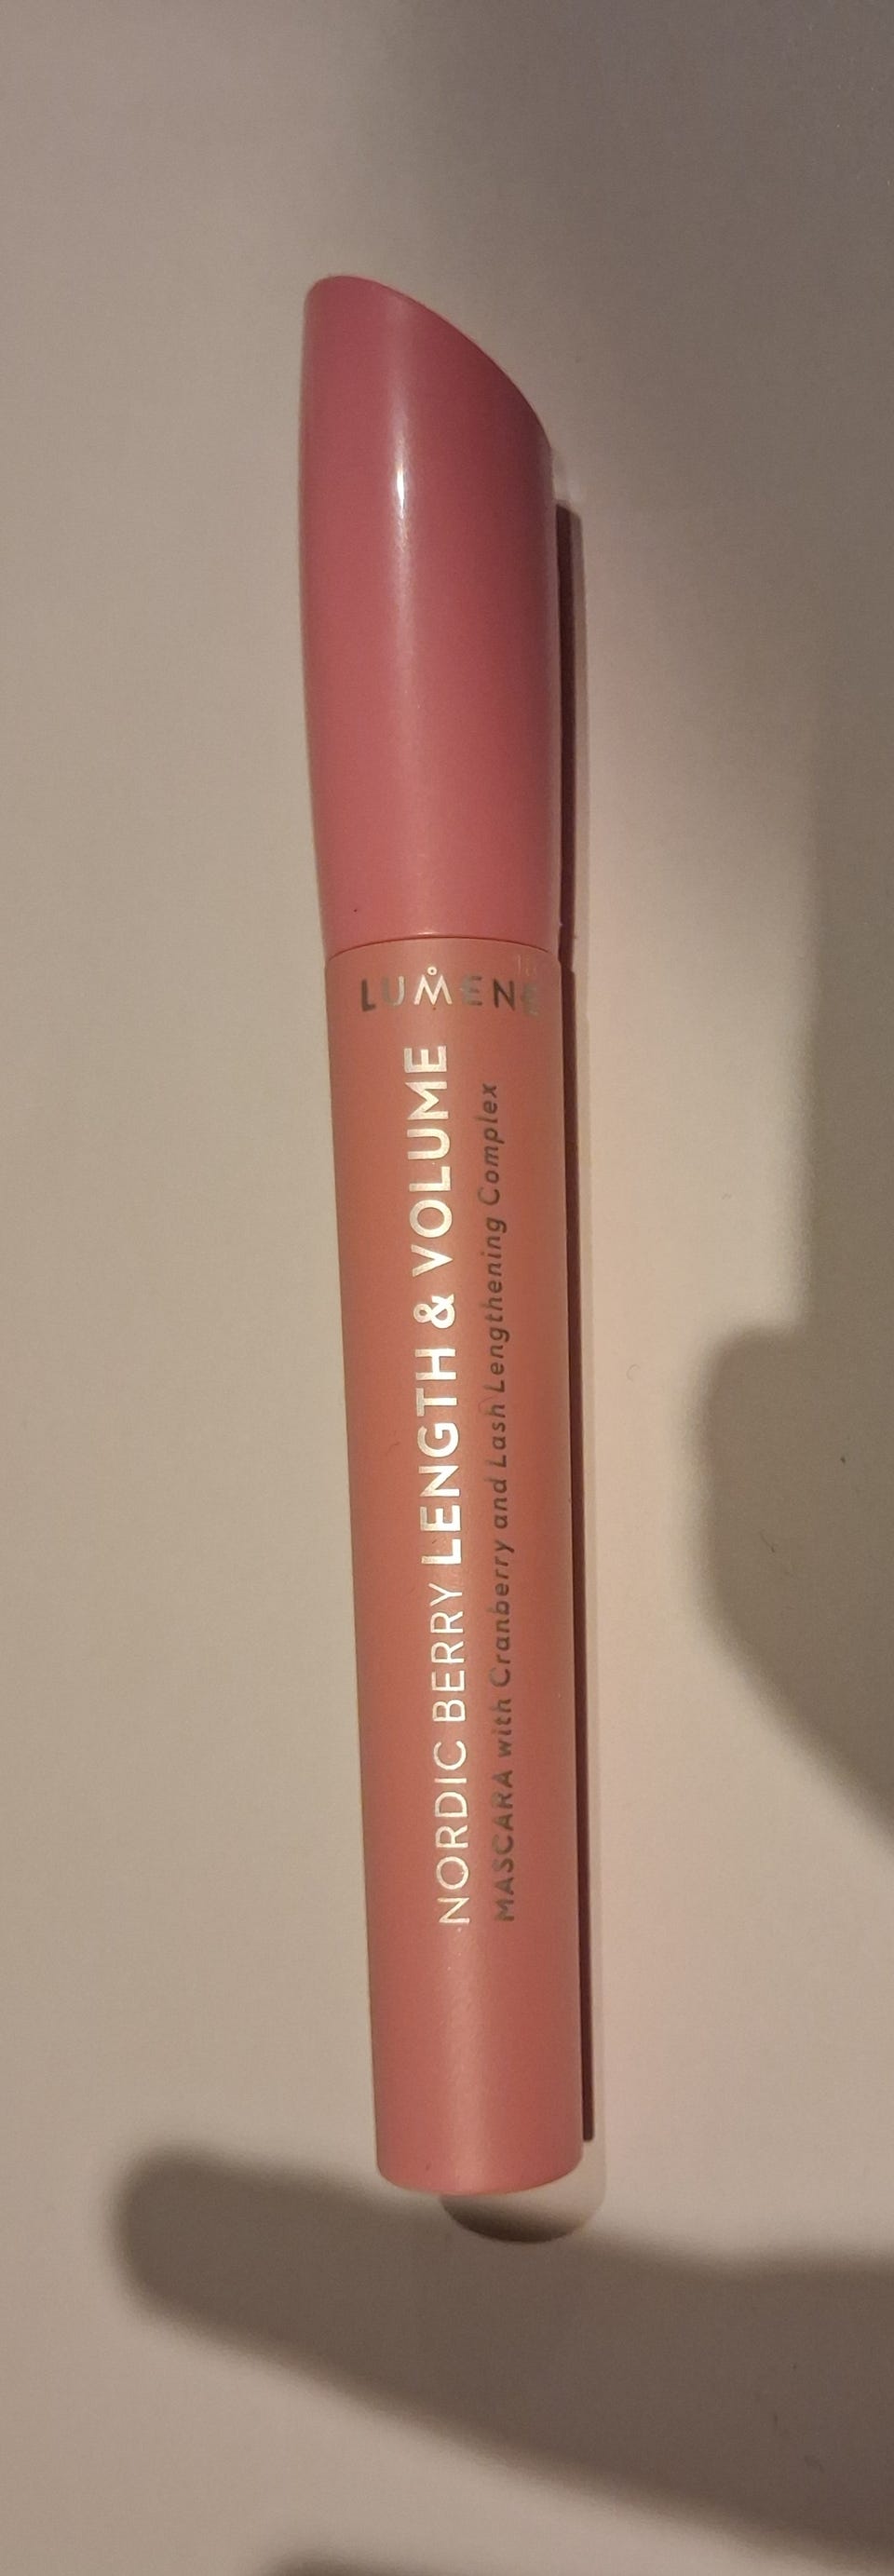 LUMENE
NORDIC BERRY LENGTH & VOLUME
MASCARA with Cranberry and Lash Lengthening Complex